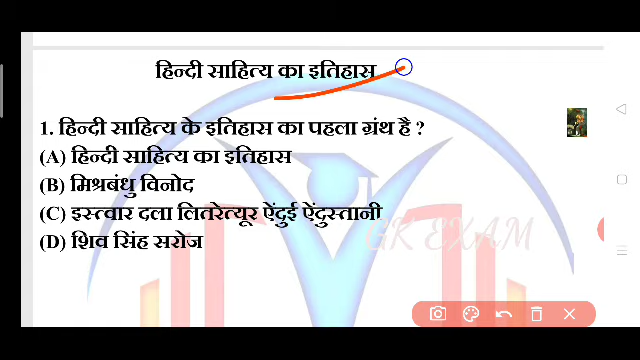 हिन्दी साहित्य का इतिहास
1. हिन्दी साहित्य के इतिहास का पहला ग्रंथ है ?
(A) हिन्दी साहित्य का इतिहास
(B) मिश्रबंधु विनोद
(C) इस्त्वार दला लितरेत्यूर ऐंदुई ऐंदुस्तानी
(D) शिव सिंह सरोज
GK EXAM